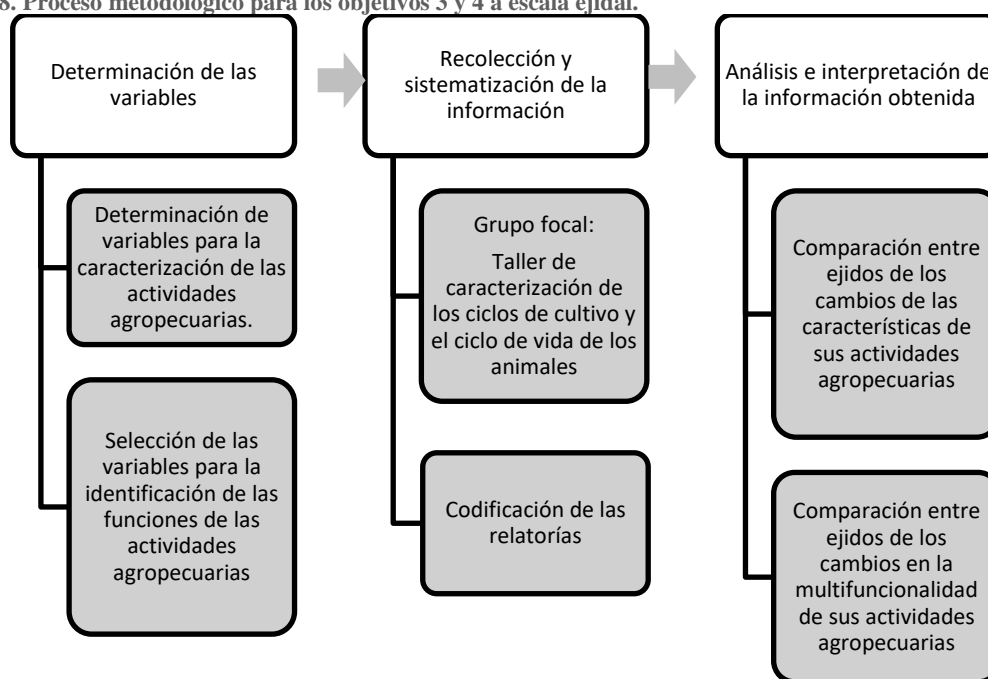 8. Proceso metodológico para los objetivos 3 y 4 a escala ejidal.
Determinación de las
variables
Determinación de
variables para la
caracterización de las
actividades
agropecuarias.
Selección de las
variables para la
identificación de las
funciones de las
actividades
agropecuarias
Recolección y
sistematización de la
información
Grupo focal:
Taller de
caracterización de
los ciclos de cultivo y
el ciclo de vida de los
animales
Codificación de las
relatorías
Análisis e interpretación de
la información obtenida
Comparación entre
ejidos de los
cambios de las
características de
sus actividades
agropecuarias
Comparación entre
ejidos de los
cambios en la
multifuncionalidad
de sus actividades
agropecuarias